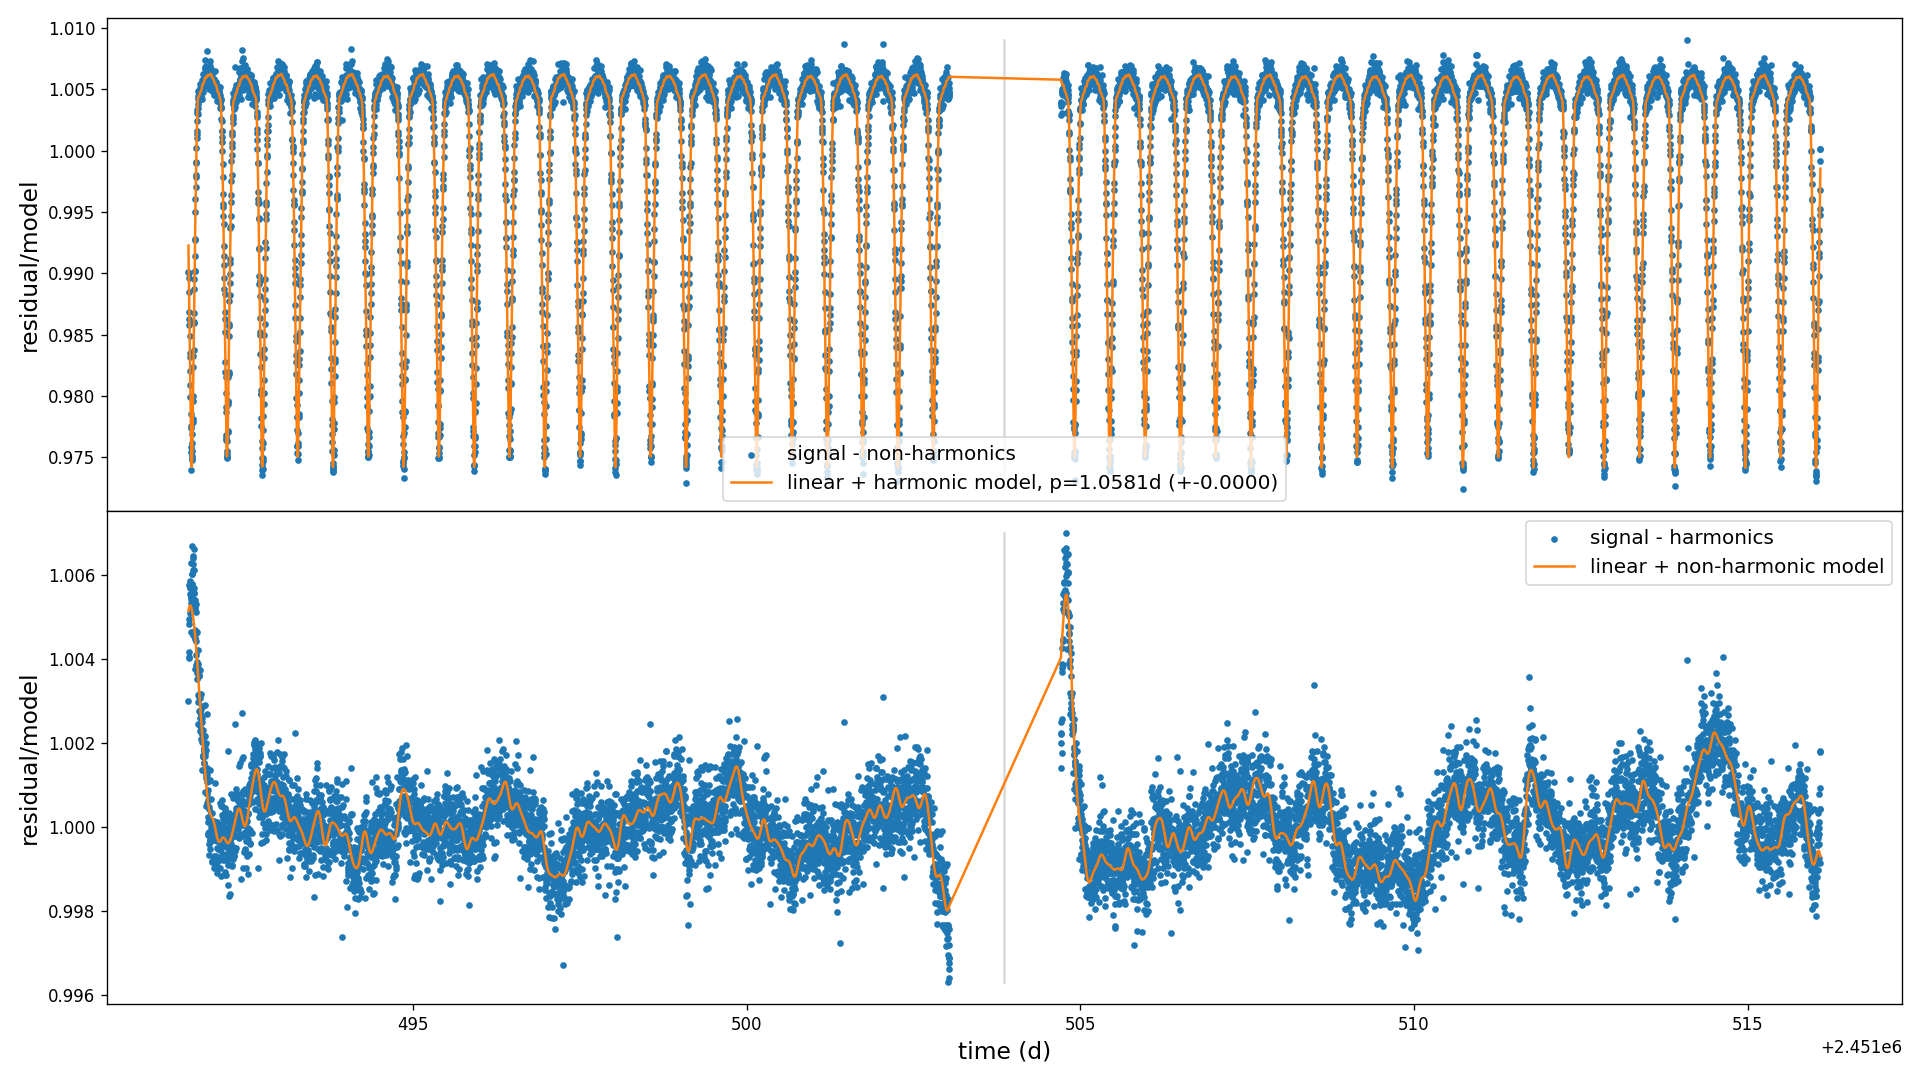 1.010
1.005
1.000
0.995
0.990
0.985
0.980
0.975
residual/model
signal - non-harmonics
linear + harmonic model, p=1.0581d (+-0.0000)
signal - harmonics
linear + non-harmonic model
1.006
1.004
1.002
1.000
0.998
0.996
residual/model
495
500
505
510
515
time (d)
+2.451e6